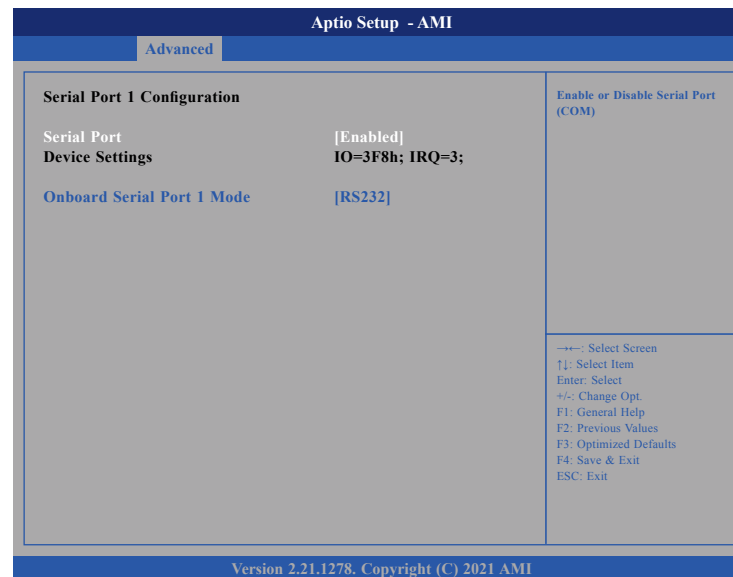 Aptio Setup - AMI
Advanced
Serial Port 1 Configuration
Serial Port [Enabled]
Device Settings IO=3F8h; IRQ=3;
Onboard Serial Port 1 Mode [RS232]
Enable or Disable Serial Port
(COM)
→←: Select Screen
↑↓: Select Item
Enter: Select
+/-: Change Opt.
F1: General Help
F2: Previous Values
F3: Optimized Defaults
F4: Save & Exit
ESC: Exit
Version 2.21.1278. Copyright (C) 2021 AMI